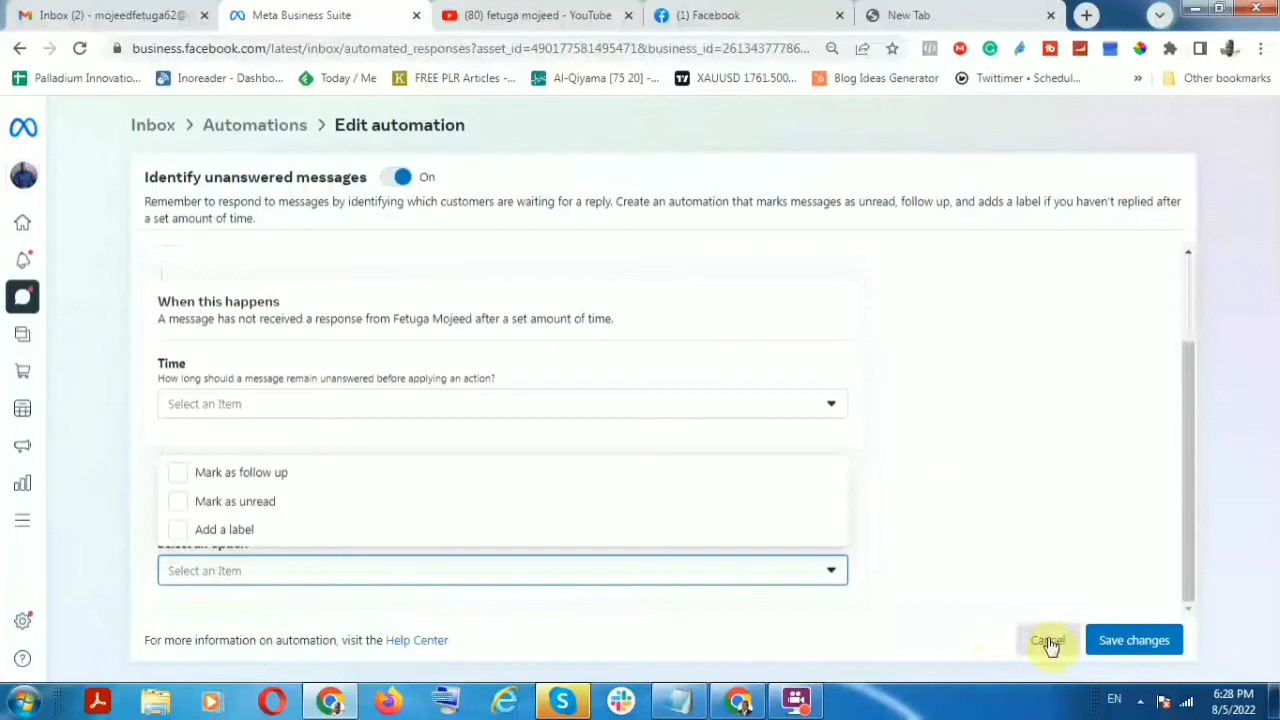 Inbox (2) - mojeedfetuga62@
Meta Business Suite
(80) fetuga mojeed - YouTube
(1) Facebook
New Tab
business.facebook.com/latest/inbox/automated_responses?asset_id=490177581495471&business_id=26134377786...
Palladium Innovatio...
Inoreader - Dashbo...
Today / Me
FREE PLR Articles -...
Al-Qiyama [75 20] -...
XAUUSD 1761.500...
Blog Ideas Generator
Twittimer • Schedul...
»
Other bookmarks
Inbox > Automations > Edit automation
Identify unanswered messages On
Remember to respond to messages by identifying which customers are waiting for a reply. Create an automation that marks messages as unread, follow up, and adds a label if you haven't replied after
a set amount of time.
When this happens
A message has not received a response from Fetuga Mojeed after a set amount of time.
Time
How long should a message remain unanswered before applying an action?
Select an Item
Mark as follow up
Mark as unread
Add a label
Select an Item
For more information on automation, visit the Help Center
Cancel
Save changes
EN
6:28 PM
8/5/2022